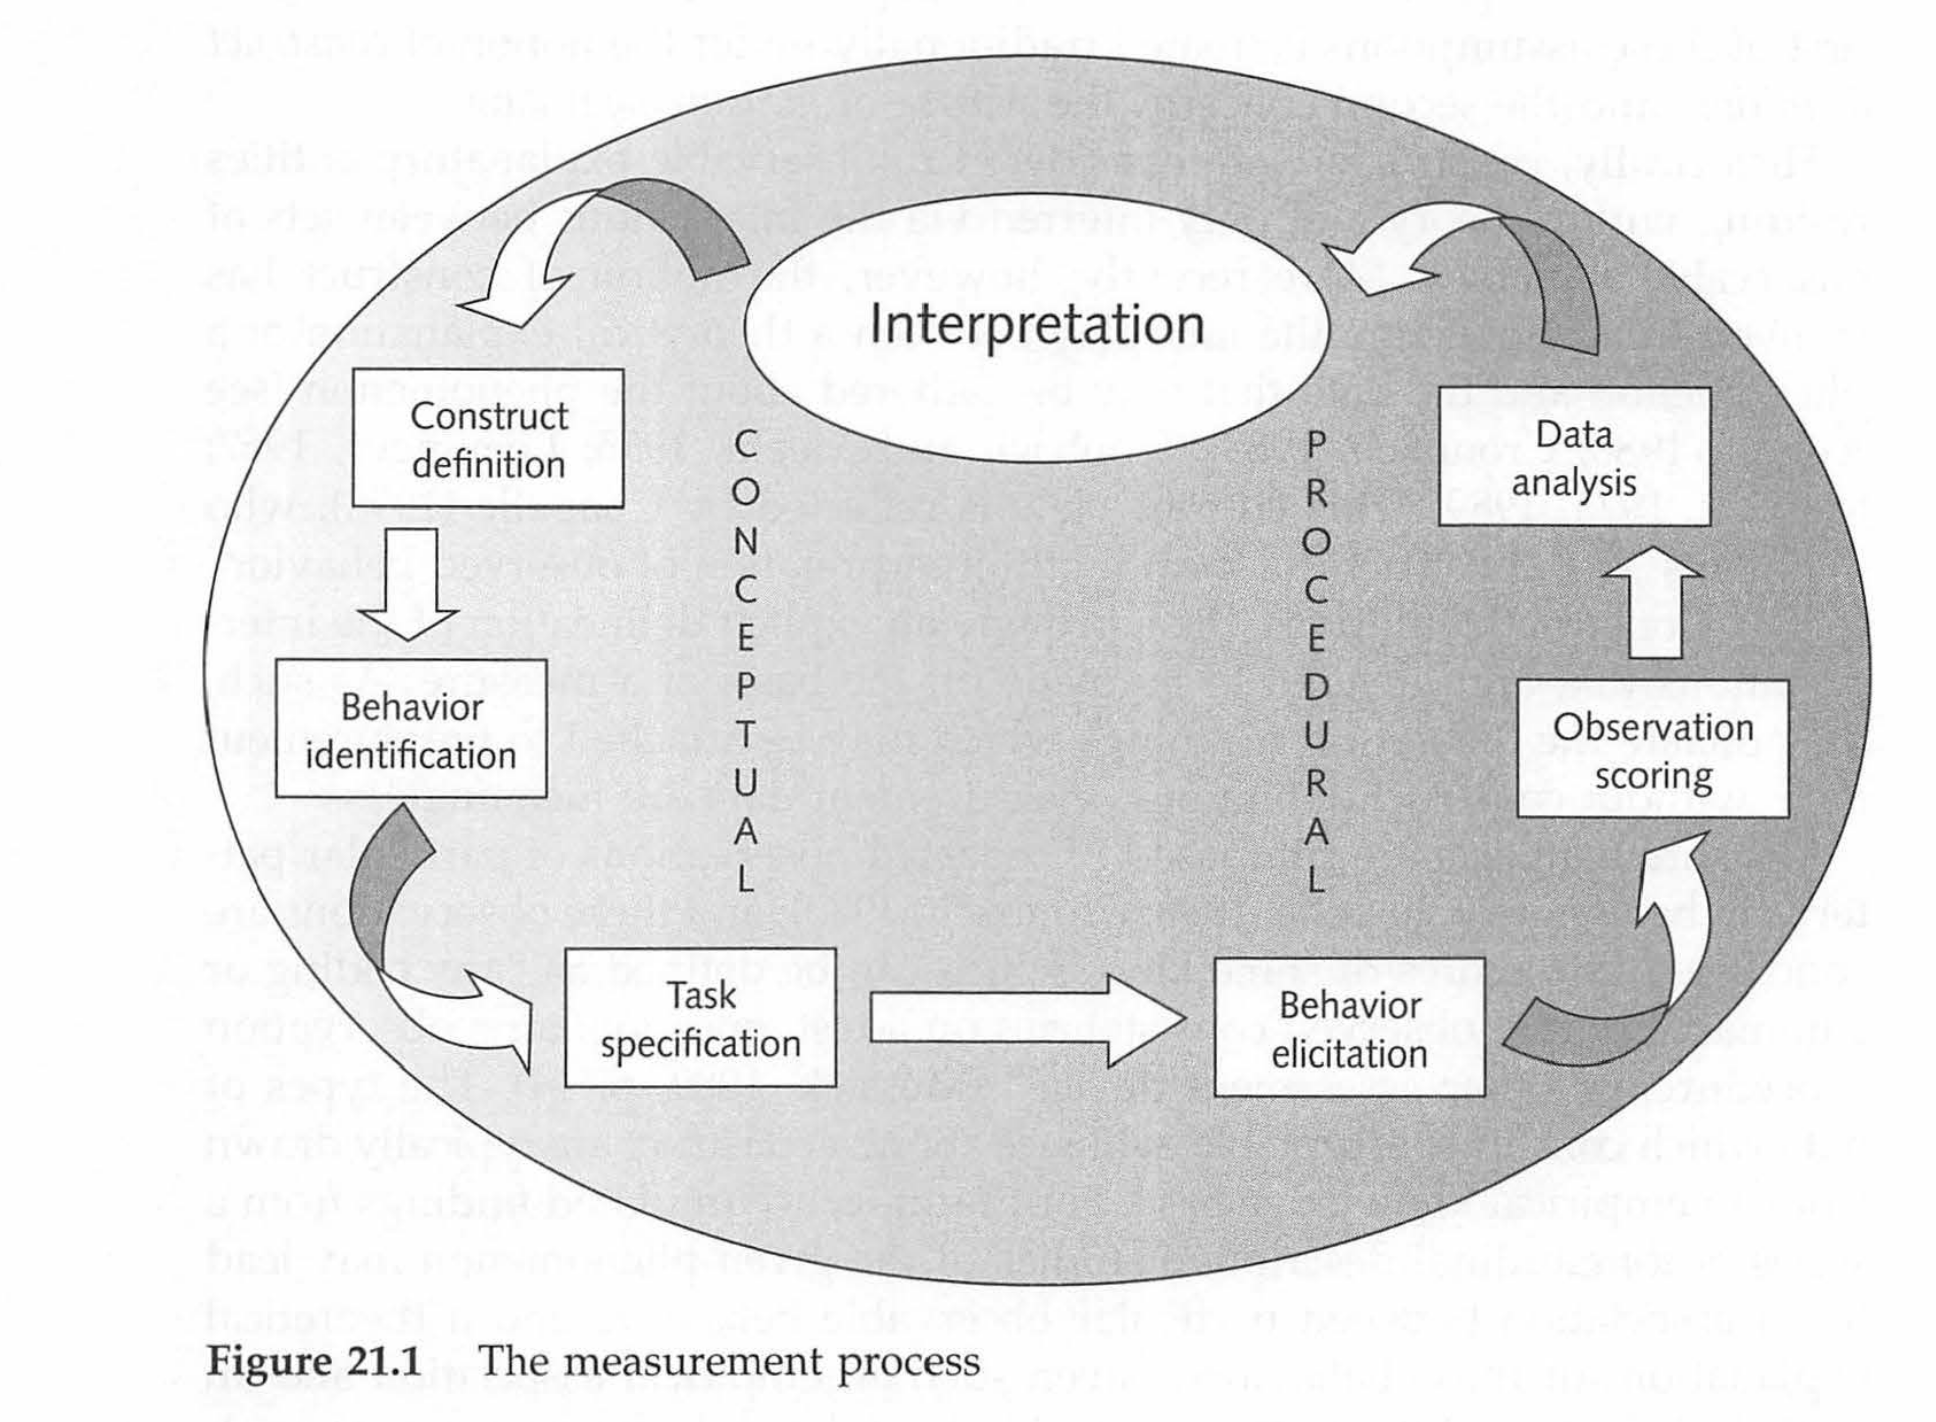 Interpretation
Construct
definition
Behavior
identification
Task
specification
Behavior
elicitation
Observation
scoring
Data
analysis
CONCEPTUAL
PROCEDURAL
Figure 21.1 The measurement process